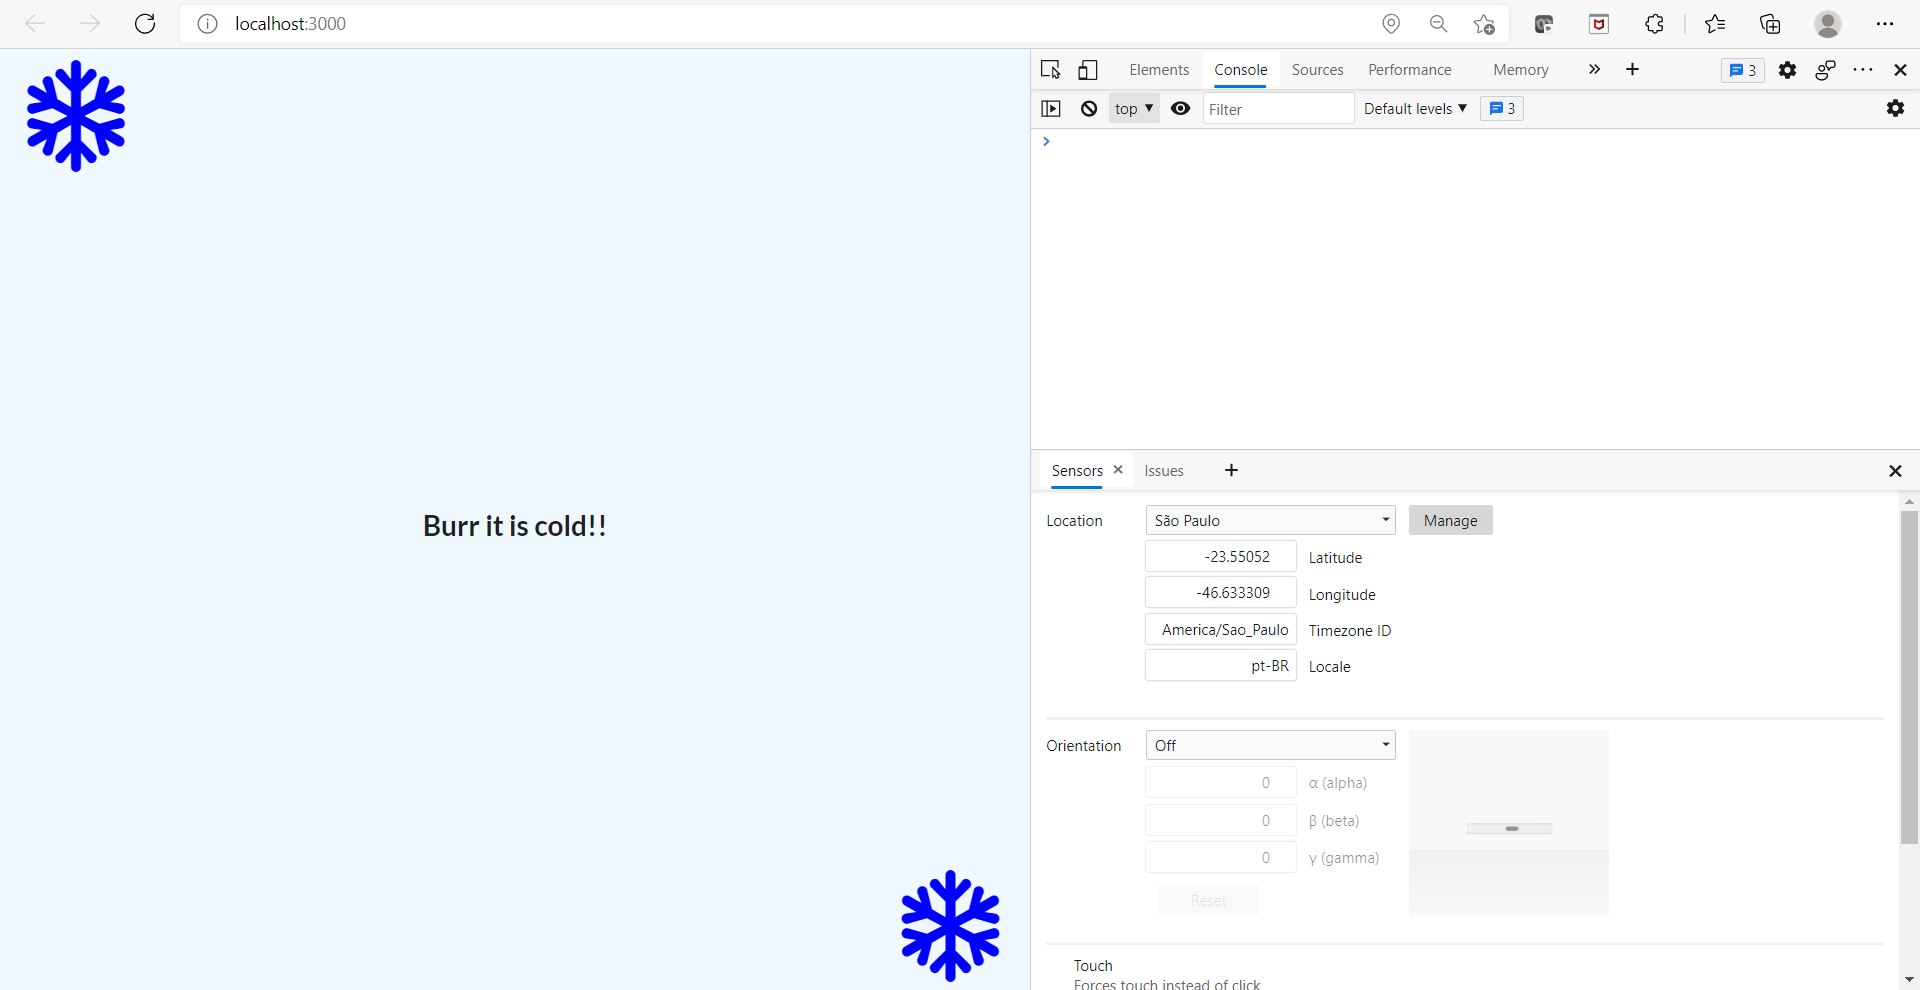 localhost:3000
Elements Console Sources Performance Memory 3
top Filter Default levels 3
Burr it is cold!!
Sensors Issues
Location São Paulo Manage
-23.55052 Latitude
-46.633309 Longitude
America/Sao_Paulo Timezone ID
pt-BR Locale
Orientation Off
0 α (alpha)
0 β (beta)
0 γ (gamma)
Reset
Touch
Forces touch instead of click